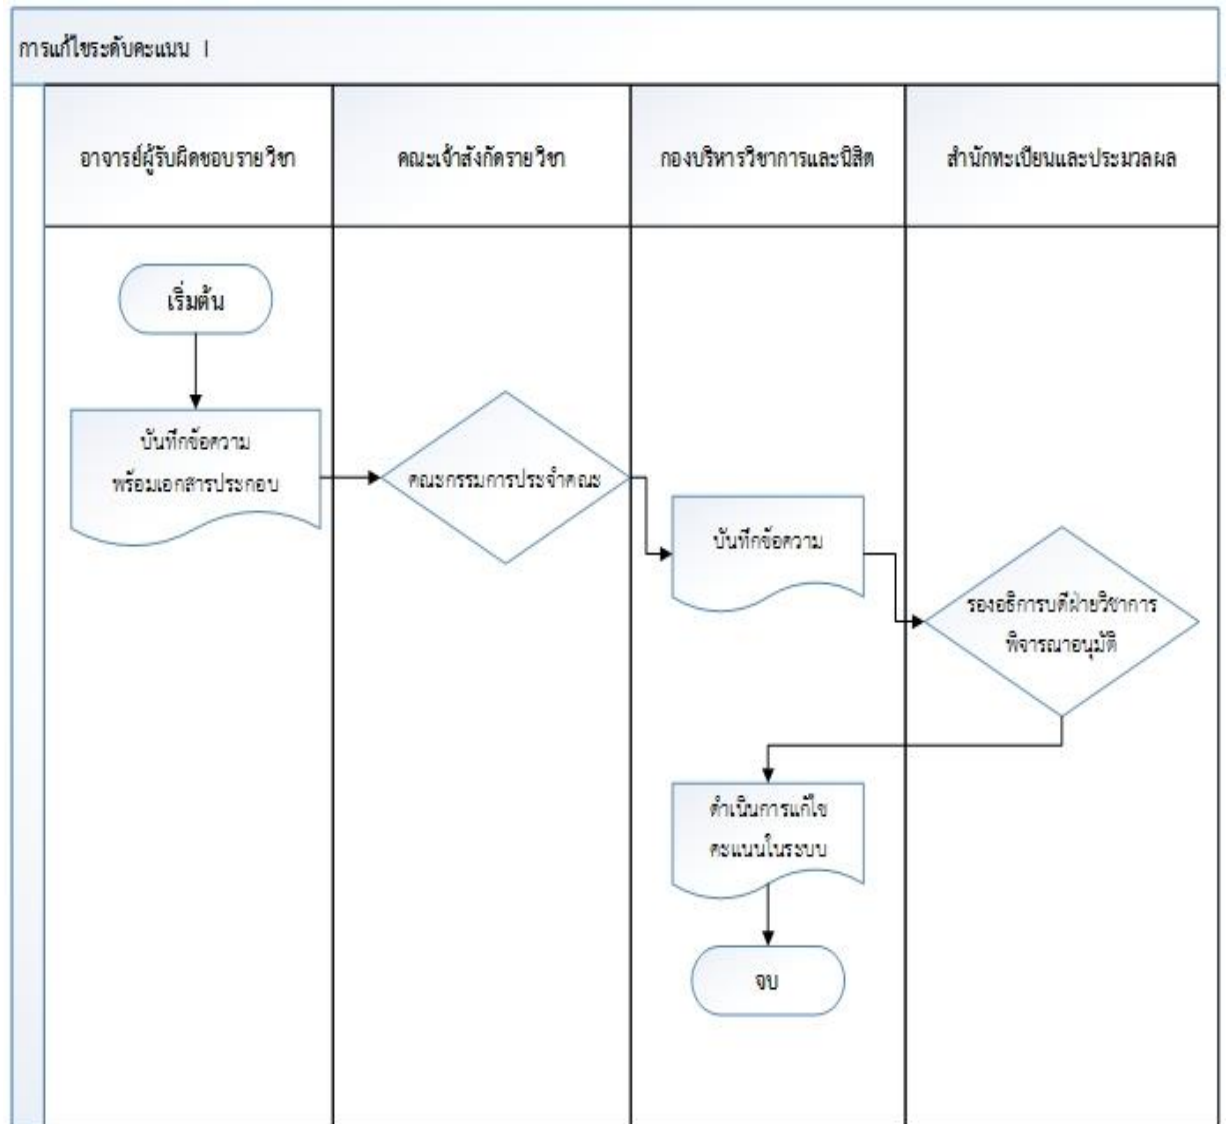 การแก้ไขระดับคะแนน I
อาจารย์ผู้รับผิดชอบรายวิชา
คณะเจ้าสังกัดรายวิชา
กองบริหารวิชาการและนิสิต
สำนักทะเบียนและประมวลผล
เริ่มต้น
บันทึกข้อความ
พร้อมเอกสารประกอบ
คณะกรรมการประจำคณะ
บันทึกข้อความ
รองอธิการบดีฝ่ายวิชาการ
พิจารณาอนุมัติ
ดำเนินการแก้ไข
คะแนนในระบบ
จบ